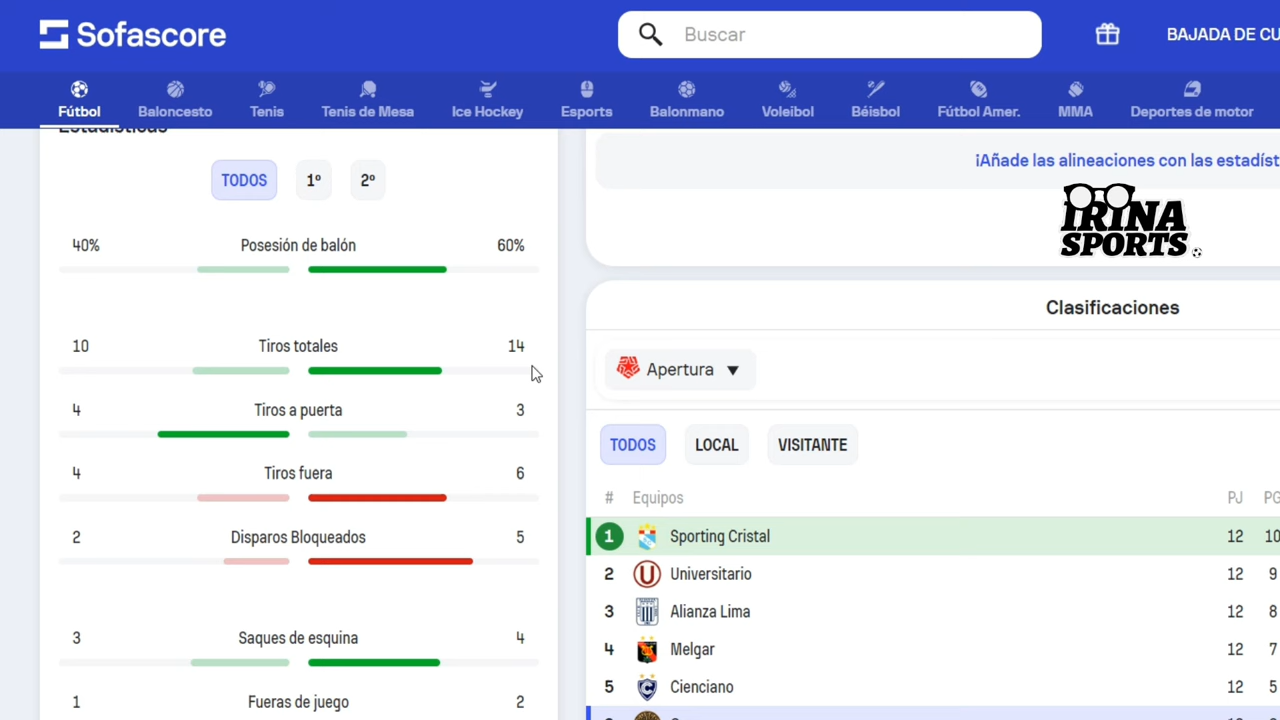 Sofascore
Buscar
BAJADA DE CU
Fútbol
Baloncesto
Tenis
Tenis de Mesa
Ice Hockey
Esports
Balonmano
Voleibol
Béisbol
Fútbol Amer.
MMA
Deportes de motor
Estadísticas
TODOS
1º
2º
40% Posesión de balón 60%
10 Tiros totales 14
4 Tiros a puerta 3
4 Tiros fuera 6
2 Disparos Bloqueados 5
3 Saques de esquina 4
1 Fueras de juego 2
¡Añade las alineaciones con las estadíst
IRINA
SPORTS
Clasificaciones
Apertura
TODOS
LOCAL
VISITANTE
# Equipos PJ PG
1 Sporting Cristal 12 10
2 Universitario 12 9
3 Alianza Lima 12 8
4 Melgar 12 7
5 Cienciano 12 5